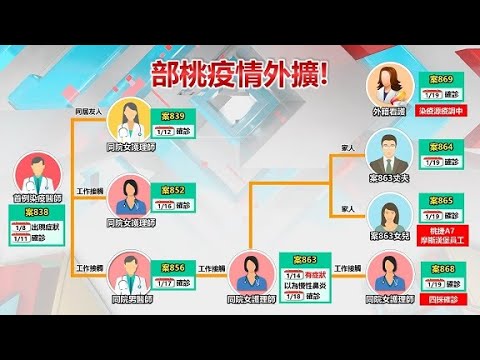 部桃疫情外擴!
案869
1/19 確診
外籍看護
染疫源疫調中
同居友人
案839
1/12 確診
同院女護理師
家人
案864
1/19 確診
案863丈夫
首例染疫醫師
案838
1/8 出現症狀
1/11 確診
工作接觸
案852
1/16 確診
同院女護理師
家人
案865
1/19 確診
案863女兒
桃捷A7
摩斯漢堡員工
工作接觸
案856
1/17 確診
同院男醫師
工作接觸
同院女護理師
案863
1/14 有症狀
以為慢性鼻炎
1/18 確診
工作接觸
案868
1/19 確診
同院女護理師
四採確診